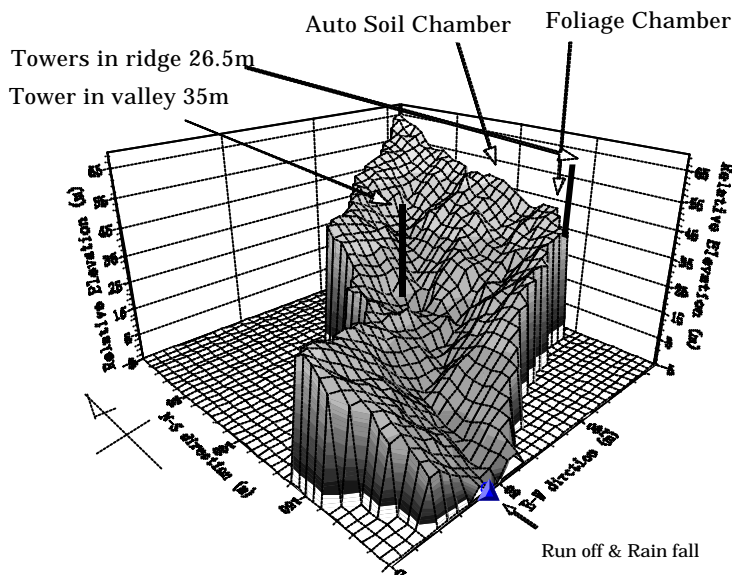 Auto Soil Chamber
Foliage Chamber
Towers in ridge 26.5m
Tower in valley 35m
Relative Elevation (m)
Relative Elevation (m)
N-S direction (m)
E-W direction (m)
Run off & Rain fall